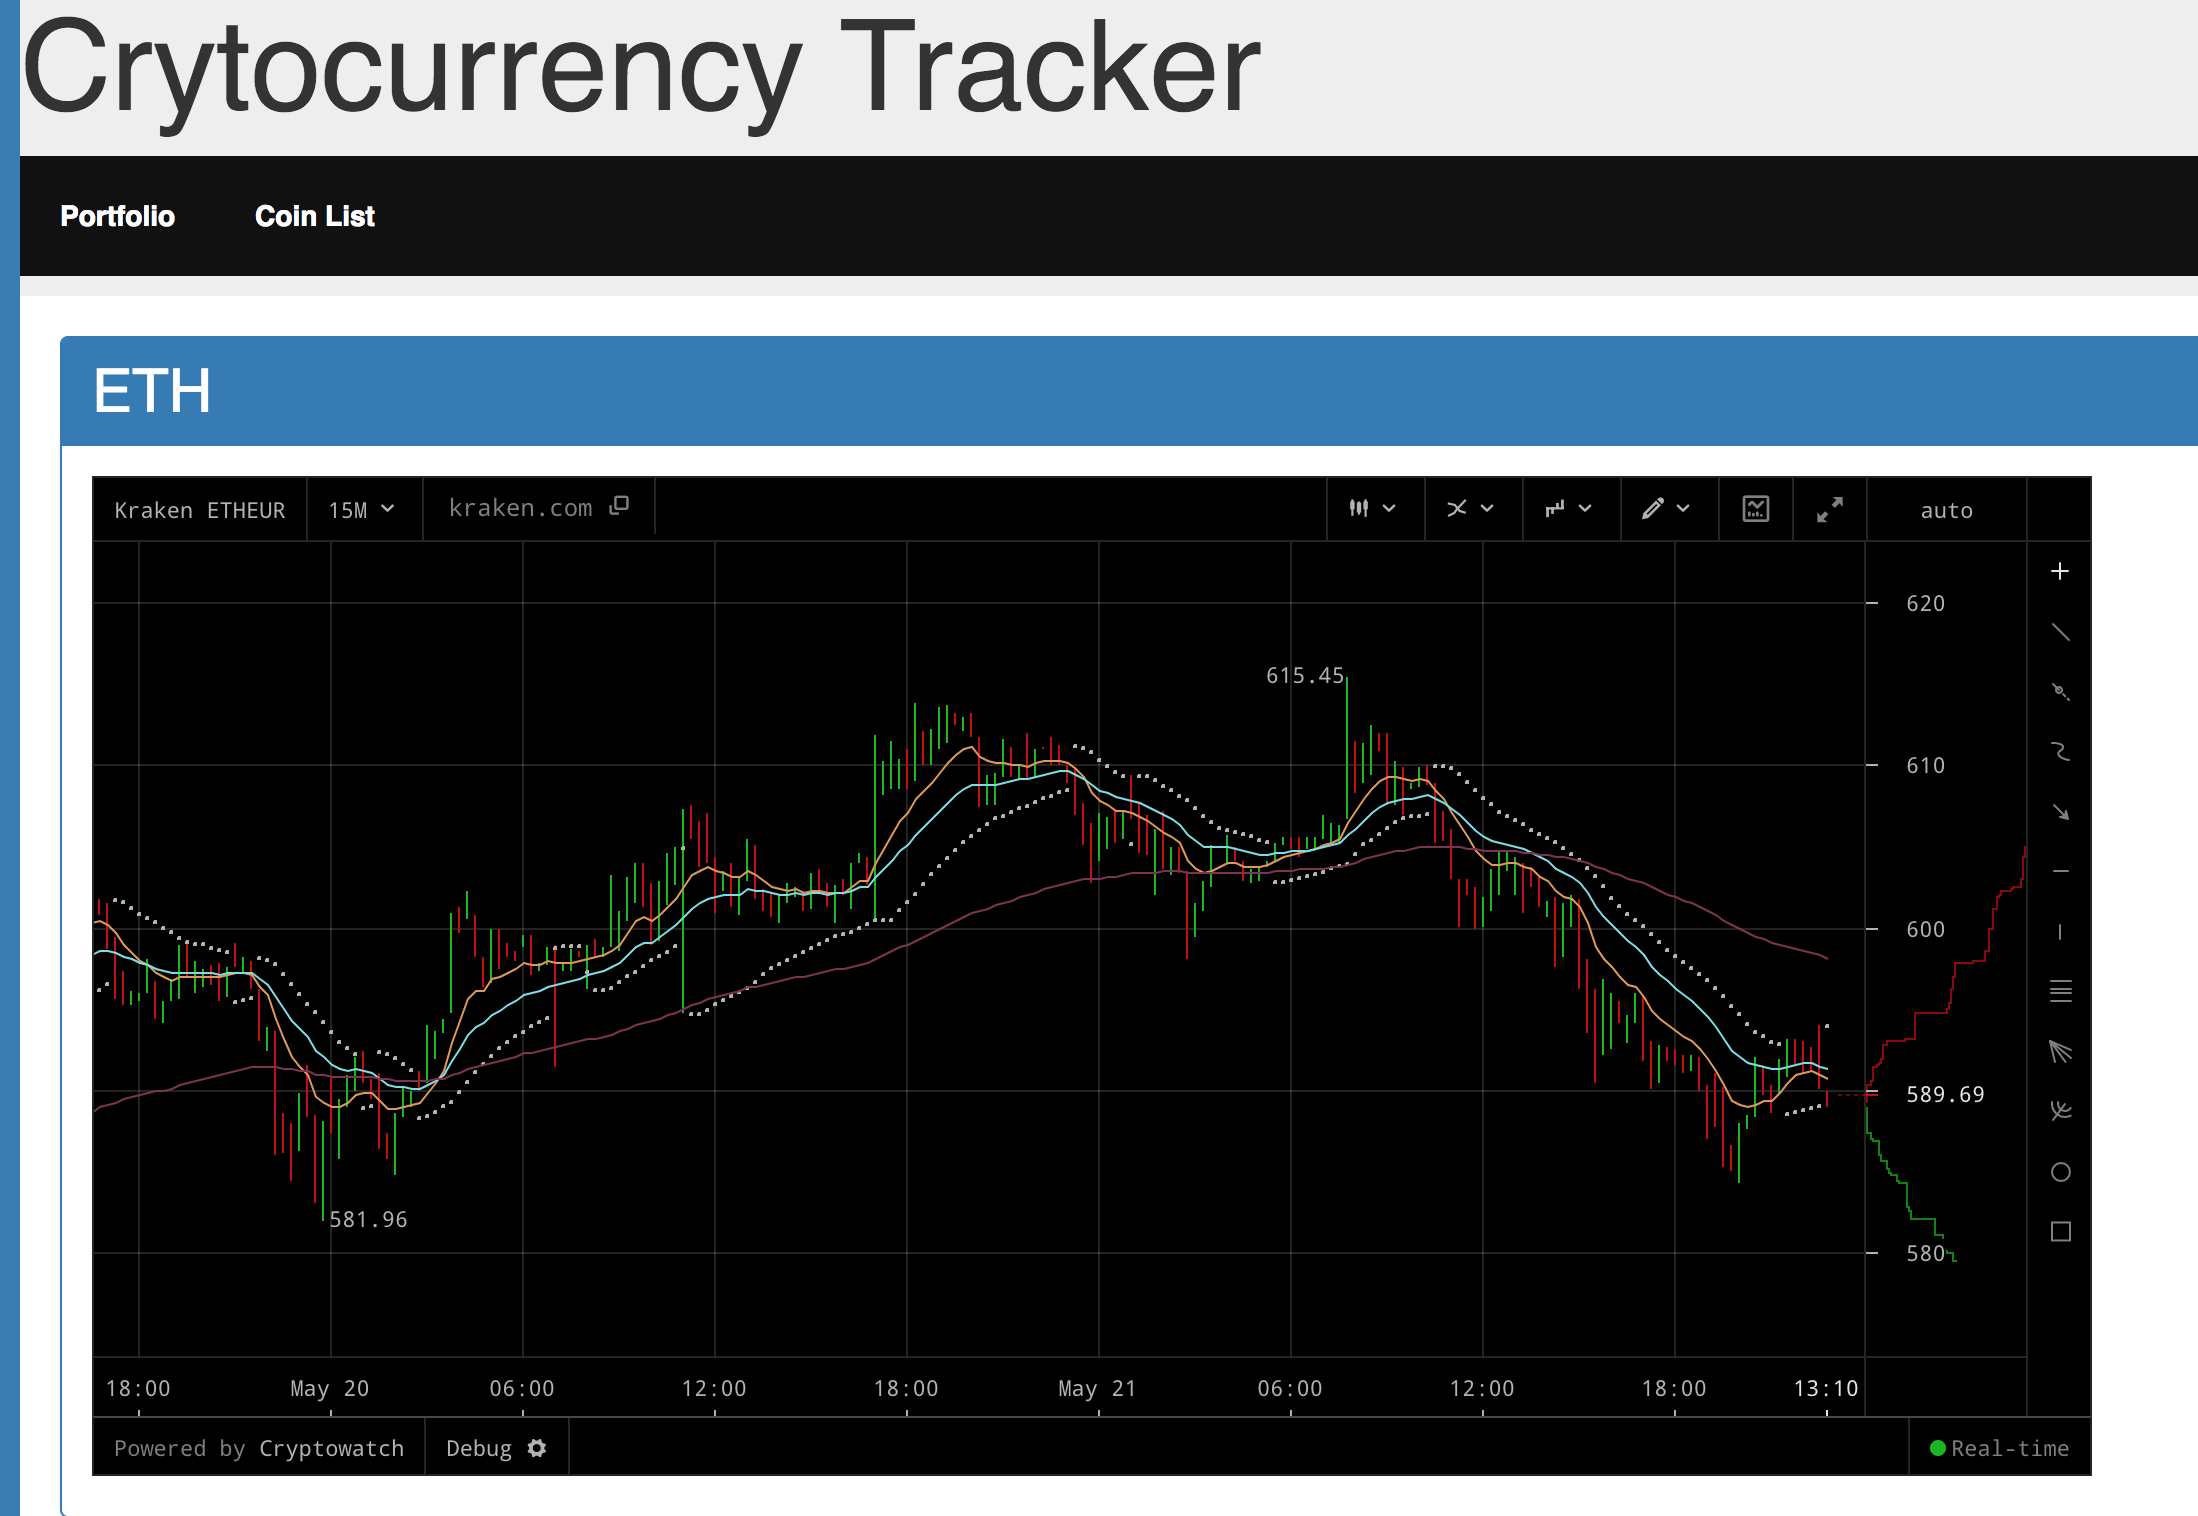 Crytocurrency Tracker
Portfolio Coin List
ETH
Kraken ETHEUR 15M kraken.com auto
620
615.45
610
600
589.69
581.96
580
18:00 May 20 06:00 12:00 18:00 May 21 06:00 12:00 18:00 13:10
Powered by Cryptowatch Debug Real-time